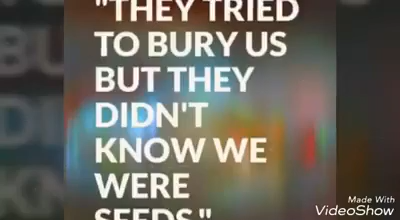 "THEY TRIED
TO BURY US
BUT THEY
DIDN'T
KNOW WE
WERE
SEEDS."
Made With
VideoShow